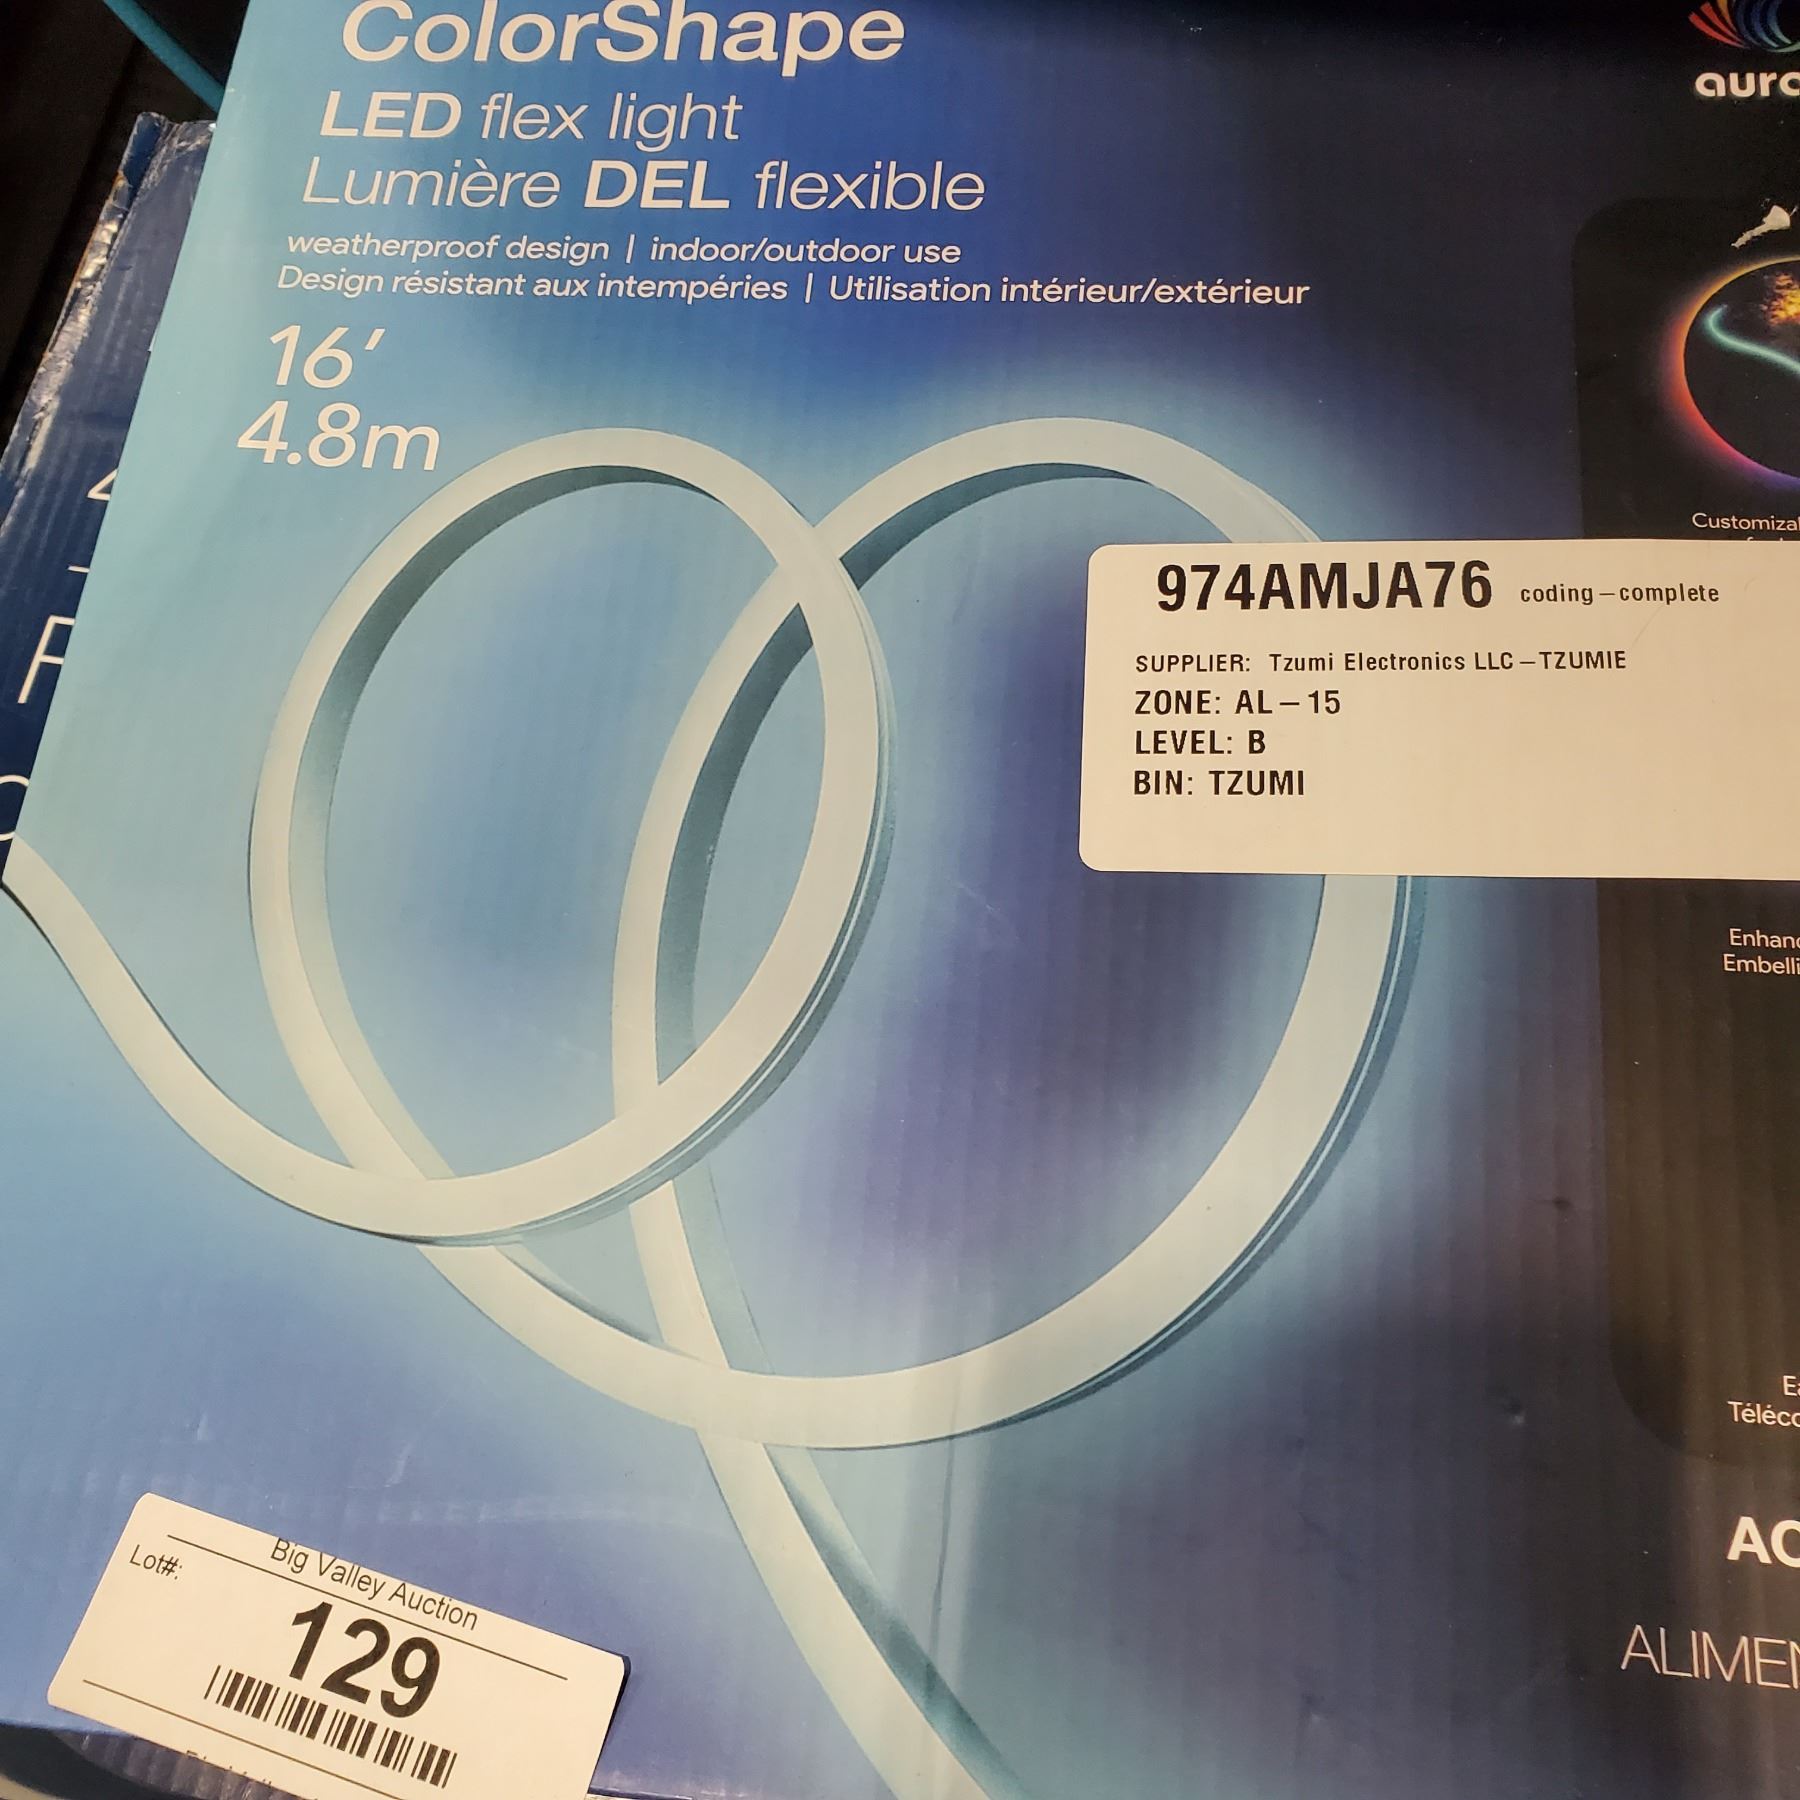 ColorShape
LED flex light
Lumière DEL flexible
weatherproof design | indoor/outdoor use
Design résistant aux intempéries | Utilisation intérieur/extérieur
16'
4.8m
974AMJA76 coding-complete
SUPPLIER: Tzumi Electronics LLC-TZUMIE
ZONE: AL-15
LEVEL: B
BIN: TZUMI
Big Valley Auction
Lot#:
129